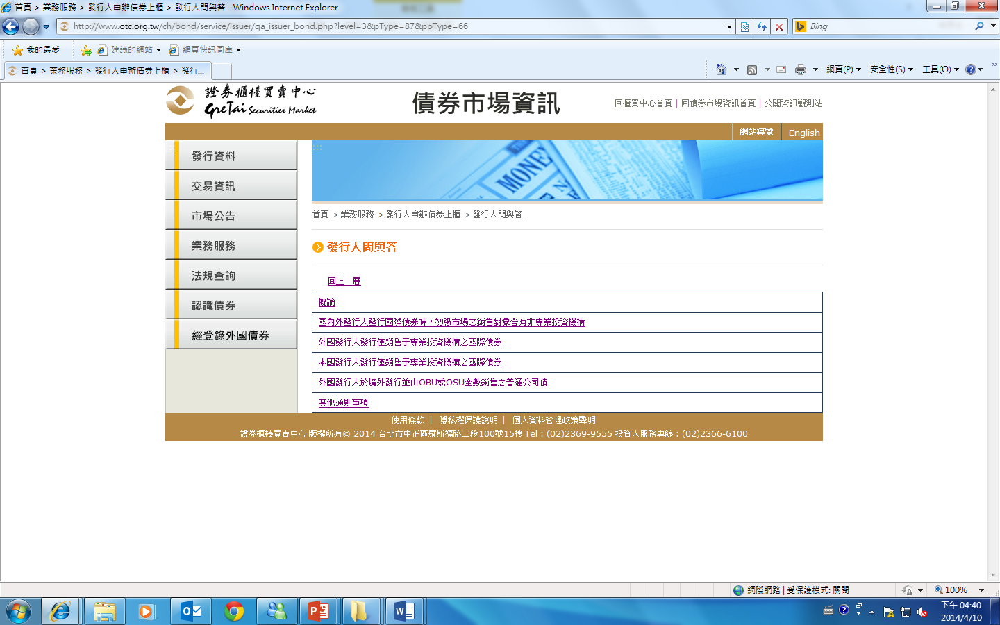 首頁 > 業務服務 > 發行人申辦債券上櫃 > 發行人問與答 - Windows Internet Explorer
http://www.otc.org.tw/ch/bond/service/issuer/qa_issuer_bond.php?level=3&pType=87&ppType=66
Bing
我的最愛
建議的網站
網頁快訊圖庫
首頁 > 業務服務 > 發行人申辦債券上櫃 > 發行...
網頁(P)
安全性(S)
工具(O)
證券櫃檯買賣中心
GreTai Securities Market
債券市場資訊
回櫃買中心首頁 | 回債券市場資訊首頁 | 公開資訊觀測站
網站導覽
English
發行資料
交易資訊
市場公告
業務服務
法規查詢
認識債券
經登錄外國債券
:::
:::
MONEY
首頁 > 業務服務 > 發行人申辦債券上櫃 > 發行人問與答
發行人問與答
回上一層
概論
國內外發行人發行國際債券時，初級市場之銷售對象含有非專業投資機構
外國發行人發行僅銷售予專業投資機構之國際債券
本國發行人發行僅銷售予專業投資機構之國際債券
外國發行人於境外發行並由OBU或OSU全數銷售之普通公司債
其他通則事項
使用條款 | 隱私權保護說明 | 個人資料管理政策聲明
證券櫃檯買賣中心 版權所有© 2014 台北市中正區羅斯福路二段100號15樓 Tel：(02)2369-9555 投資人服務專線：(02)2366-6100
網際網路 | 受保護模式: 關閉
100%
下午 04:40
2014/4/10